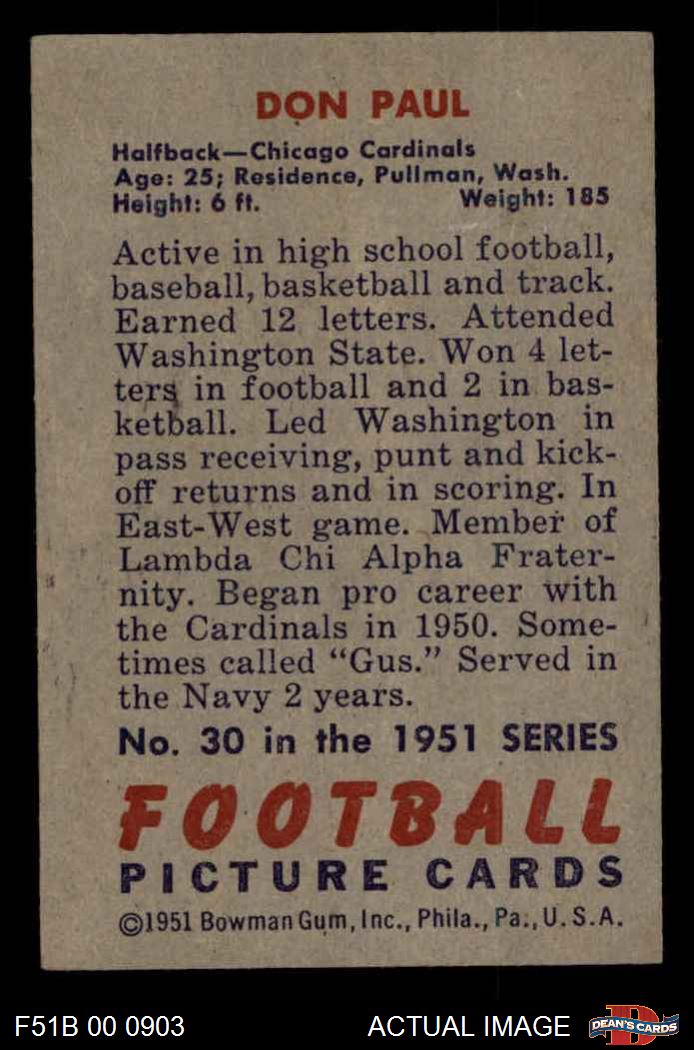 DON PAUL
Halfback—Chicago Cardinals
Age: 25; Residence, Pullman, Wash.
Height: 6 ft. Weight: 185
Active in high school football,
baseball, basketball and track.
Earned 12 letters. Attended
Washington State. Won 4 let-
ters in football and 2 in bas-
ketball. Led Washington in
pass receiving, punt and kick-
off returns and in scoring. In
East-West game. Member of
Lambda Chi Alpha Frater-
nity. Began pro career with
the Cardinals in 1950. Some-
times called “Gus.” Served in
the Navy 2 years.
No. 30 in the 1951 SERIES
FOOTBALL
PICTURE CARDS
©1951 Bowman Gum, Inc., Phila., Pa., U.S.A.
F51B 00 0903 ACTUAL IMAGE
D
DEAN'S CARDS